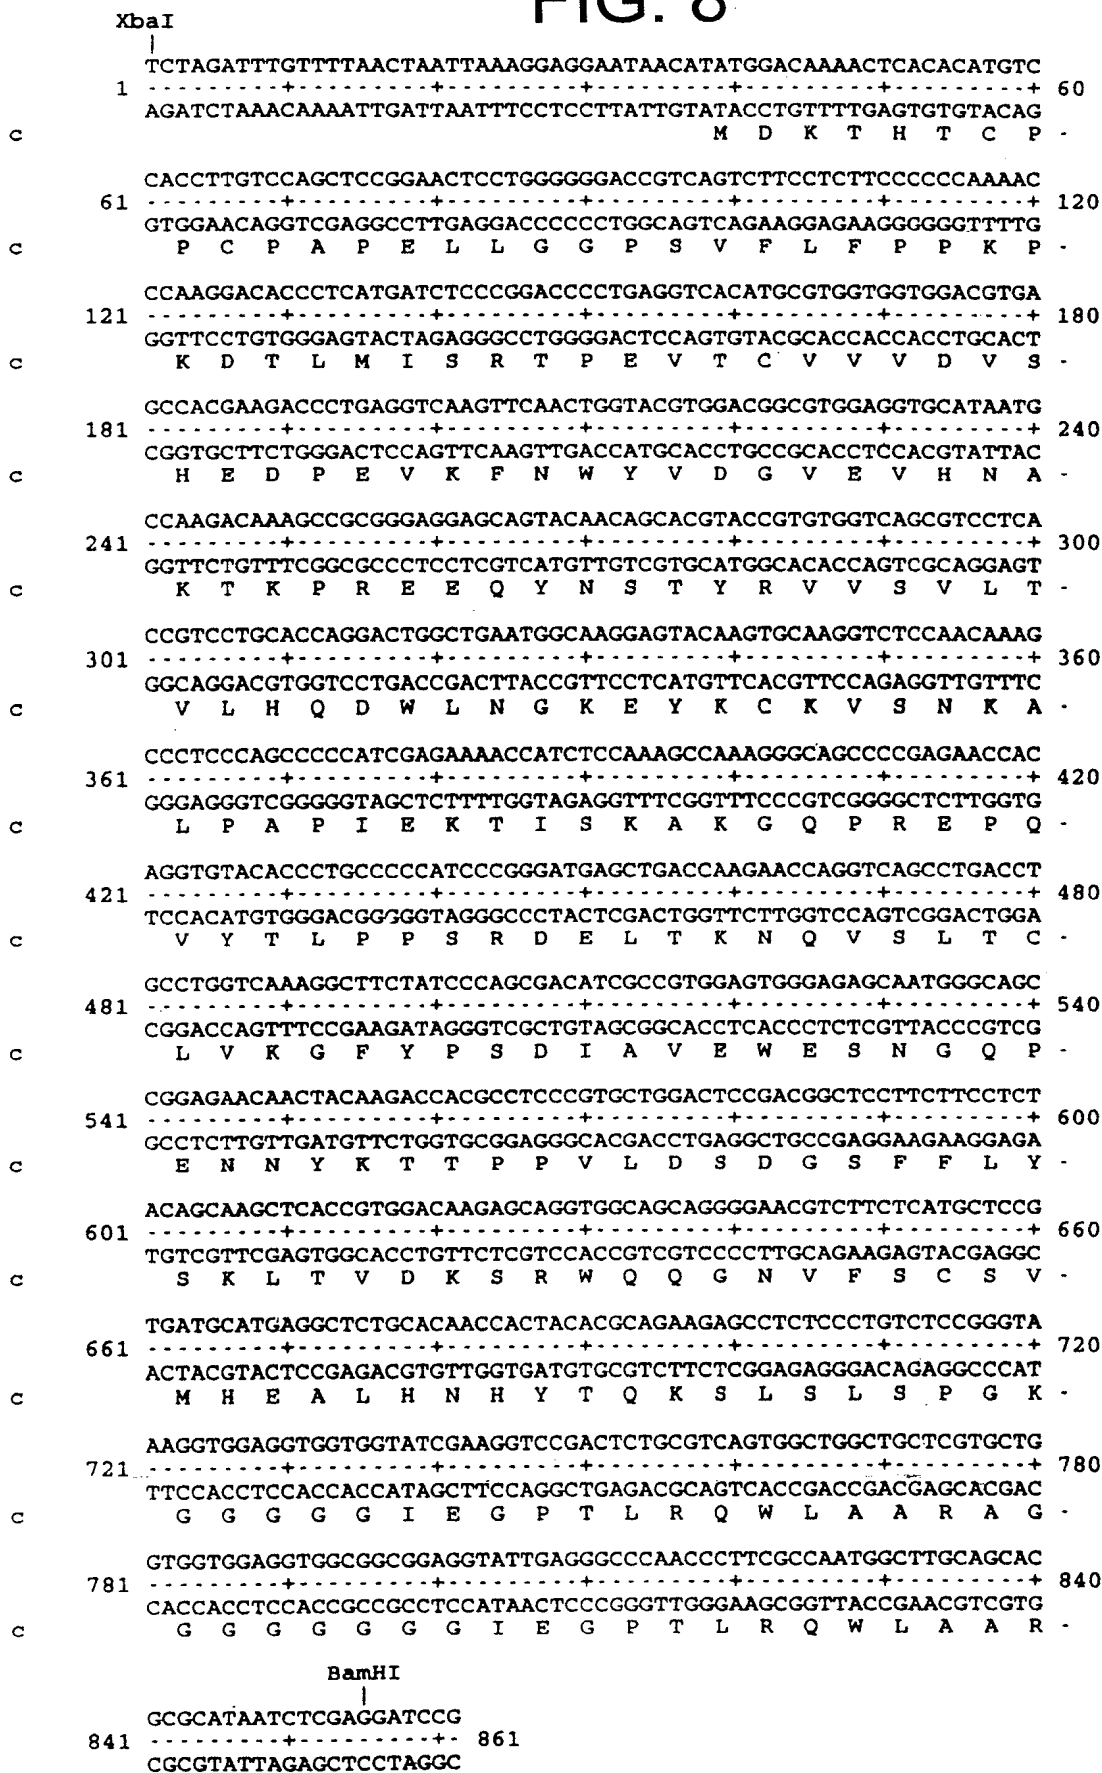 FIG. 8
XbaI
TCTAGATTTGTTTTAACTAATTAAAGGAGGAATAACATATGGACAAAACTCACACATGTC
1 ---------+---------+---------+---------+---------+---------+ 60
AGATCTAAACAAAATTGATTAATTTCCTCCTTATTGTATACCTGTTTTGAGTGTGTACAG
c M D K T H T C P -
CACCTTGTCCAGCTCCGGAACTCCTGGGGGGACCGTCAGTCTTCCTCTTCCCCCCAAAAC
61 ---------+---------+---------+---------+---------+---------+ 120
GTGGAACAGGTCGAGGCCTTGAGGACCCCCCTGGCAGTCAGAAGGAGAAGGGGGGTTTTG
c P C P A P E L L G G P S V F L F P P K P -
CCAAGGACACCCTCATGATCTCCCGGACCCCTGAGGTCACATGCGTGGTGGTGGACGTGA
121 ---------+---------+---------+---------+---------+---------+ 180
GGTTCCTGTGGGAGTACTAGAGGGCCTGGGGACTCCAGTGTACGCACCACCACCTGCACT
c K D T L M I S R T P E V T C V V V D V S -
GCCACGAAGACCCTGAGGTCAAGTTCAACTGGTACGTGGACGGCGTGGAGGTGCATAATG
181 ---------+---------+---------+---------+---------+---------+ 240
CGGTGCTTCTGGGACTCCAGTTCAAGTTGACCATGCACCTGCCGCACCTCCACGTATTAC
c H E D P E V K F N W Y V D G V E V H N A -
CCAAGACAAAGCCGCGGGAGGAGCAGTACAACAGCACGTACCGTGTGGTCAGCGTCCTCA
241 ---------+---------+---------+---------+---------+---------+ 300
GGTTCTGTTTCGGCGCCCTCCTCGTCATGTTGTCGTGCATGGCACACCAGTCGCAGGAGT
c K T K P R E E Q Y N S T Y R V V S V L T -
CCGTCCTGCACCAGGACTGGCTGAATGGCAAGGAGTACAAGTGCAAGGTCTCCAACAAAG
301 ---------+---------+---------+---------+---------+---------+ 360
GGCAGGACGTGGTCCTGACCGACTTACCGTTCCTCATGTTCACGTTCCAGAGGTTGTTTC
c V L H Q D W L N G K E Y K C K V S N K A -
CCCTCCCAGCCCCCATCGAGAAAACCATCTCCAAAGCCAAAGGGCAGCCCCGAGAACCAC
361 ---------+---------+---------+---------+---------+---------+ 420
GGGAGGGTCGGGGGTAGCTCTTTTGGTAGAGGTTTCGGTTTCCCGTCGGGGCTCTTGGTG
c L P A P I E K T I S K A K G Q P R E P Q -
AGGTGTACACCCTGCCCCCATCCCGGGATGAGCTGACCAAGAACCAGGTCAGCCTGACCT
421 ---------+---------+---------+---------+---------+---------+ 480
TCCACATGTGGGACGGGGGTAGGGCCCTACTCGACTGGTTCTTGGTCCAGTCGGACTGGA
c V Y T L P P S R D E L T K N Q V S L T C -
GCCTGGTCAAAGGCTTCTATCCCAGCGACATCGCCGTGGAGTGGGAGAGCAATGGGCAGC
481 ---------+---------+---------+---------+---------+---------+ 540
CGGACCAGTTTCCGAAGATAGGGTCGCTGTAGCGGCACCTCACCCTCTCGTTACCCGTCG
c L V K G F Y P S D I A V E W E S N G Q P -
CGGAGAACAACTACAAGACCACGCCTCCCGTGCTGGACTCCGACGGCTCCTTCTTCCTCT
541 ---------+---------+---------+---------+---------+---------+ 600
GCCTCTTGTTGATGTTCTGGTGCGGAGGGCACGACCTGAGGCTGCCGAGGAAGAAGGAGA
c E N N Y K T T P P V L D S D G S F F L Y -
ACAGCAAGCTCACCGTGGACAAGAGCAGGTGGCAGCAGGGGAACGTCTTCTCATGCTCCG
601 ---------+---------+---------+---------+---------+---------+ 660
TGTCGTTCGAGTGGCACCTGTTCTCGTCCACCGTCGTCCCCTTGCAGAAGAGTACGAGGC
c S K L T V D K S R W Q Q G N V F S C S V -
TGATGCATGAGGCTCTGCACAACCACTACACGCAGAAGAGCCTCTCCCTGTCTCCGGGTA
661 ---------+---------+---------+---------+---------+---------+ 720
ACTACGTACTCCGAGACGTGTTGGTGATGTGCGTCTTCTCGGAGAGGGACAGAGGCCCAT
c M H E A L H N H Y T Q K S L S L S P G K -
AAGGTGGAGGTGGTGGTATCGAAGGTCCGACTCTGCGTCAGTGGCTGGCTGCTCGTGCTG
721 ---------+---------+---------+---------+---------+---------+ 780
TTCCACCTCCACCACCATAGCTTCCAGGCTGAGACGCAGTCACCGACCGACGAGCACGAC
c G G G G G I E G P T L R Q W L A A R A G -
GTGGTGGAGGTGGCGGCGGAGGTATTGAGGGCCCAACCCTTCGCCAATGGCTTGCAGCAC
781 ---------+---------+---------+---------+---------+---------+ 840
CACCACCTCCACCGCCGCCTCCATAACTCCCGGGTTGGGAAGCGGTTACCGAACGTCGTG
c G G G G G G G I E G P T L R Q W L A A R -
BamHI
GCGCATAATCTCGAGGATCCG
841 ---------+---------+- 861
CGCGTATTAGAGCTCCTAGGC